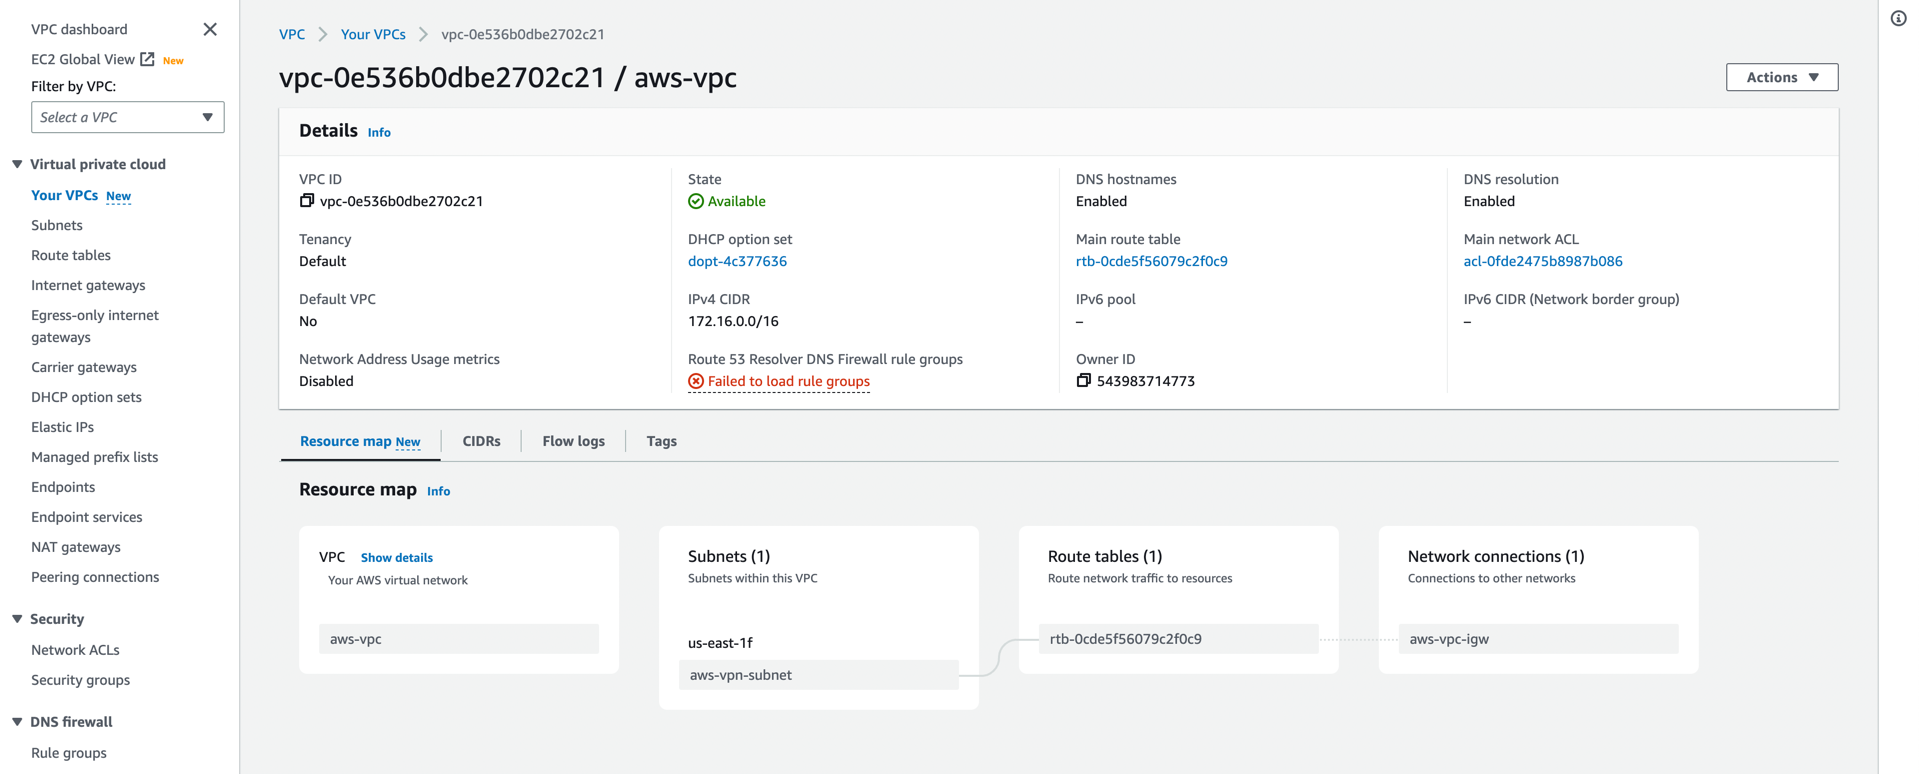 VPC dashboard
EC2 Global View New
Filter by VPC:
Select a VPC
Virtual private cloud
Your VPCs New
Subnets
Route tables
Internet gateways
Egress-only internet
gateways
Carrier gateways
DHCP option sets
Elastic IPs
Managed prefix lists
Endpoints
Endpoint services
NAT gateways
Peering connections
Security
Network ACLs
Security groups
DNS firewall
Rule groups
VPC > Your VPCs > vpc-0e536b0dbe2702c21
vpc-0e536b0dbe2702c21 / aws-vpc
Actions
Details Info
VPC ID
vpc-0e536b0dbe2702c21
State
Available
DNS hostnames
Enabled
DNS resolution
Enabled
Tenancy
Default
DHCP option set
dopt-4c377636
Main route table
rtb-0cde5f56079c2f0c9
Main network ACL
acl-0fde2475b8987b086
Default VPC
No
IPv4 CIDR
172.16.0.0/16
IPv6 pool
–
IPv6 CIDR (Network border group)
–
Network Address Usage metrics
Disabled
Route 53 Resolver DNS Firewall rule groups
Failed to load rule groups
Owner ID
543983714773
Resource map New
CIDRs
Flow logs
Tags
Resource map Info
VPC Show details
Your AWS virtual network
aws-vpc
Subnets (1)
Subnets within this VPC
us-east-1f
aws-vpn-subnet
Route tables (1)
Route network traffic to resources
rtb-0cde5f56079c2f0c9
Network connections (1)
Connections to other networks
aws-vpc-igw